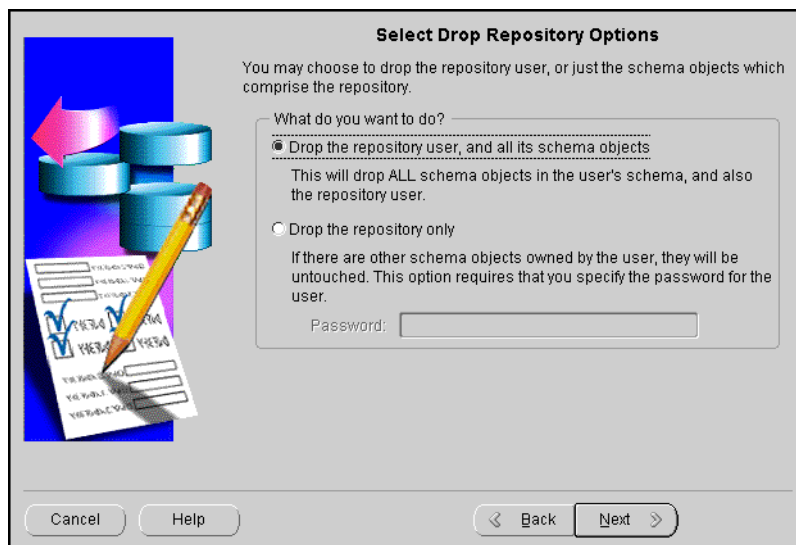 Select Drop Repository Options
You may choose to drop the repository user, or just the schema objects which
comprise the repository.
What do you want to do?
Drop the repository user, and all its schema objects
This will drop ALL schema objects in the user's schema, and also
the repository user.
Drop the repository only
If there are other schema objects owned by the user, they will be
untouched. This option requires that you specify the password for the
user.
Password:
Cancel
Help
Back
Next